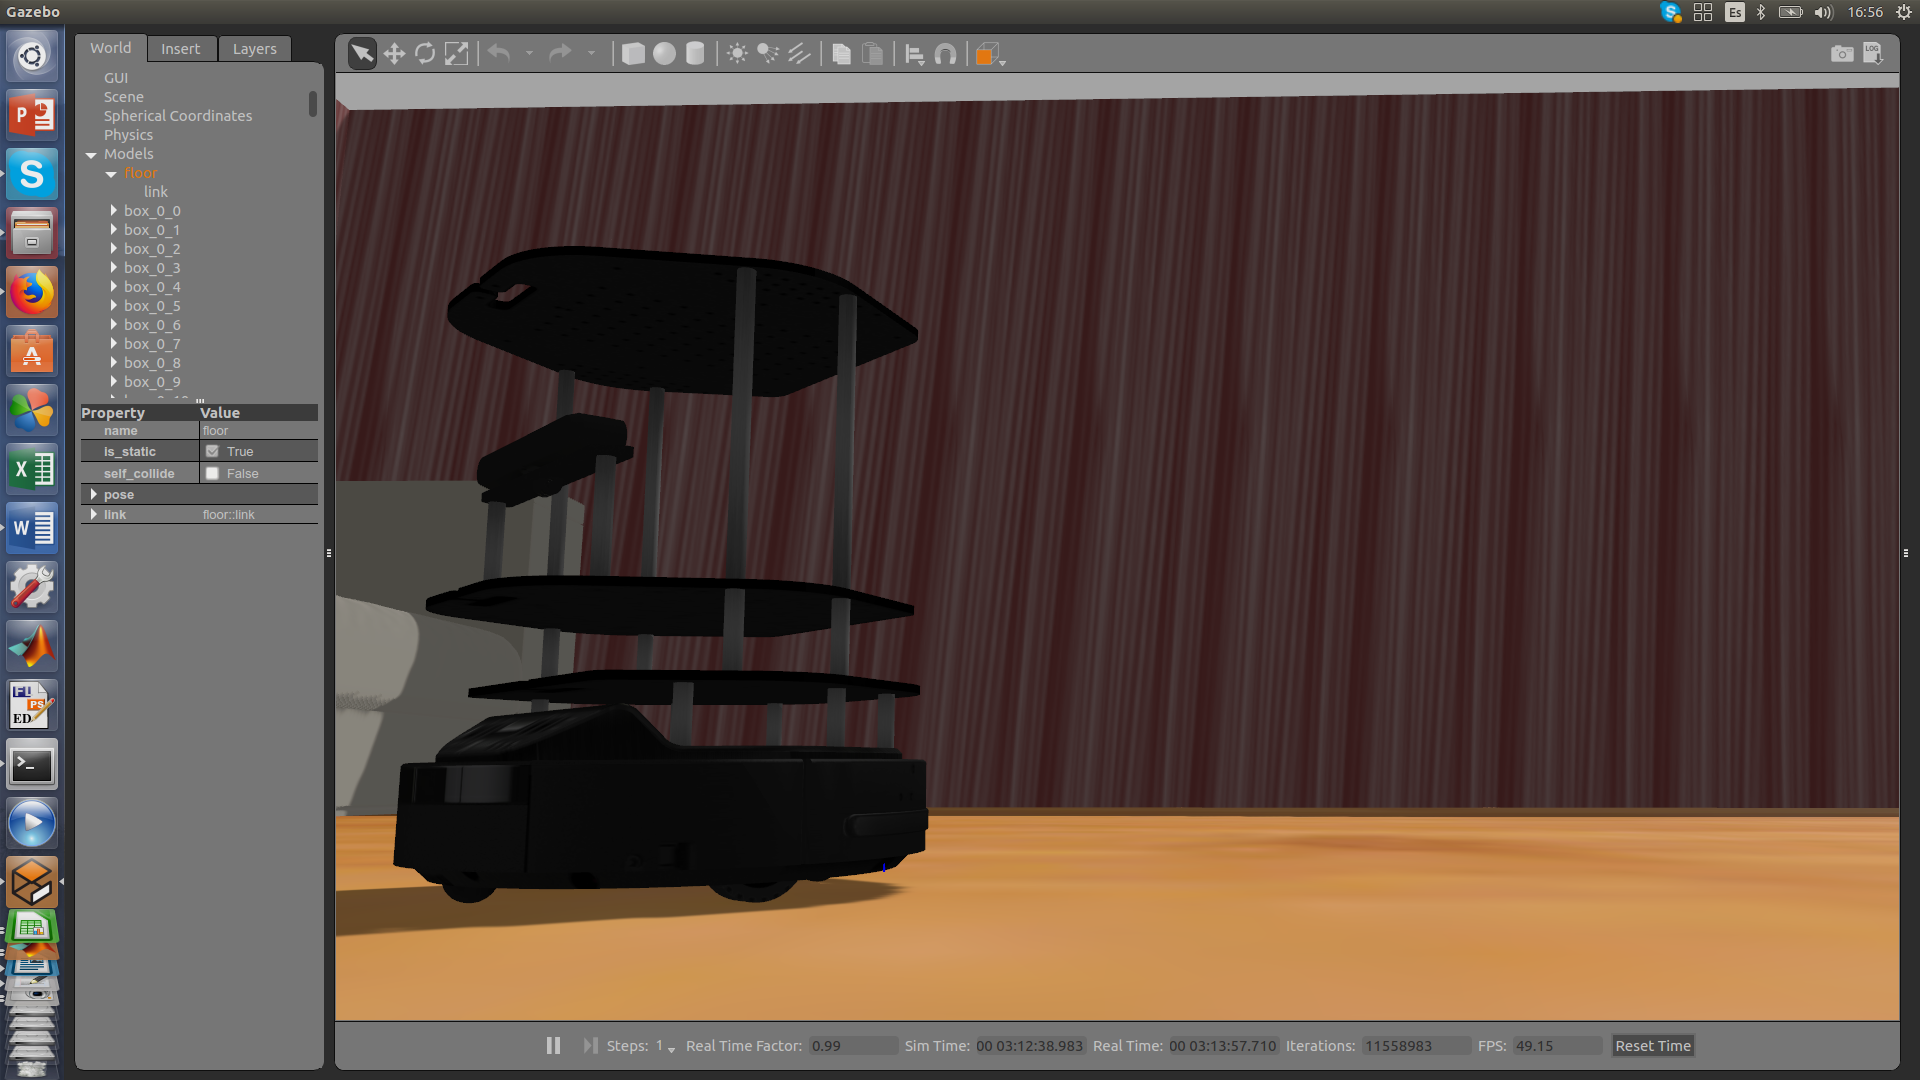 Gazebo
Es
16:56
World
Insert
Layers
LOG
GUI
Scene
Spherical Coordinates
Physics
Models
floor
link
box_0_0
box_0_1
box_0_2
box_0_3
box_0_4
box_0_5
box_0_6
box_0_7
box_0_8
box_0_9
Property Value
name floor
is_static True
self_collide False
pose
link floor::link
Steps: 1 Real Time Factor: 0.99 Sim Time: 00 03:12:38.983 Real Time: 00 03:13:57.710 Iterations: 11558983 FPS: 49.15 Reset Time